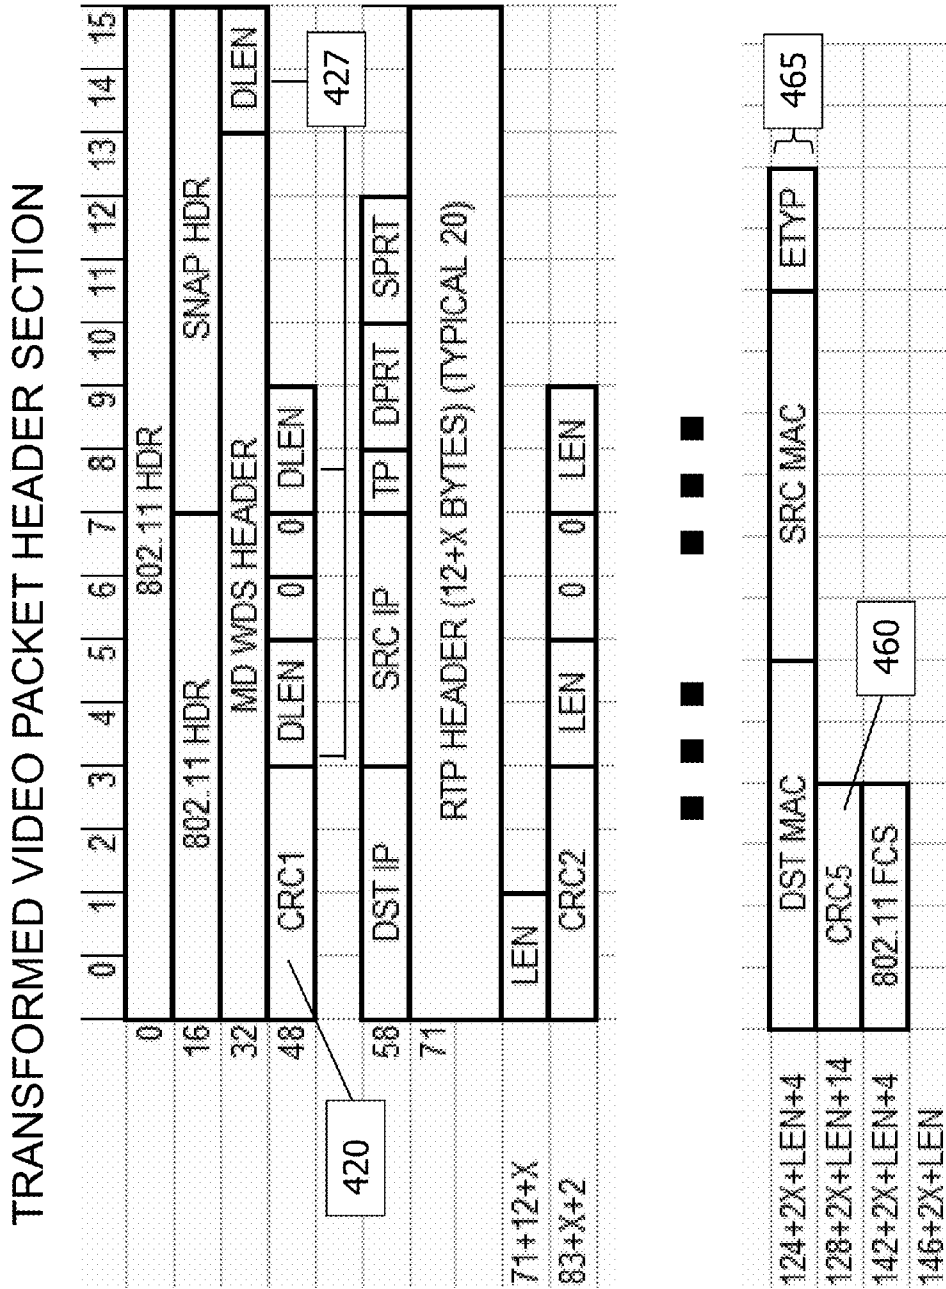 TRANSFORMED VIDEO PACKET HEADER SECTION
0 1 2 3 4 5 6 7 8 9 10 11 12 13 14 15
0 802.11 HDR
16 802.11 HDR SNAP HDR
32 MD WDS HEADER DLEN
48 CRC1 DLEN 0 0 DLEN
420
427
58 DST IP SRC IP TP DPRT SPRT
71 RTP HEADER (12+X BYTES) (TYPICAL 20)
71+12+X LEN
83+X+2 CRC2 LEN 0 0 LEN
124+2X+LEN+4 DST MAC SRC MAC ETYP
465
128+2X+LEN+14 CRC5
460
142+2X+LEN+4 802.11 FCS
146+2X+LEN